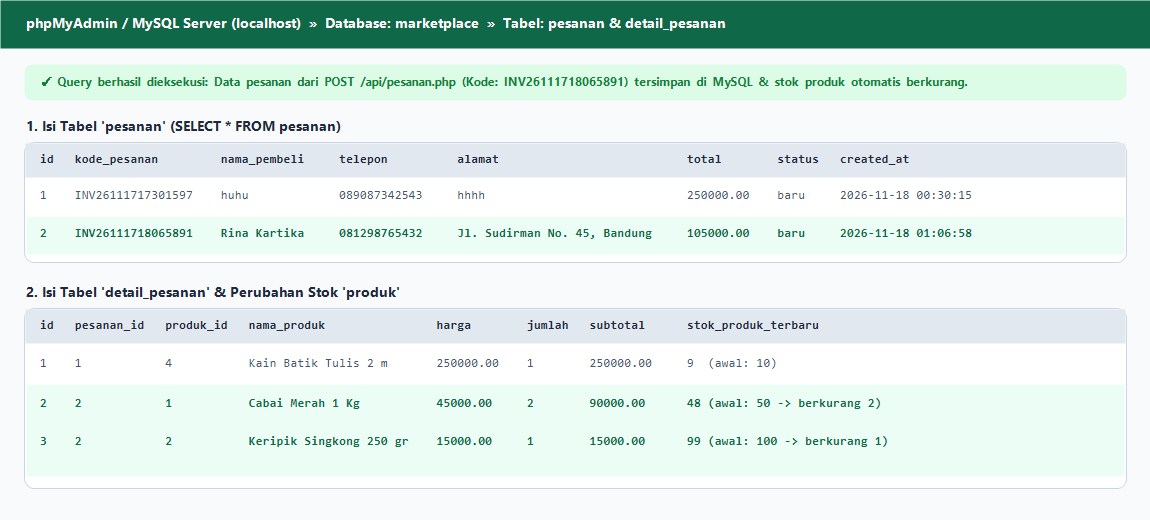 phpMyAdmin / MySQL Server (localhost) » Database: marketplace » Tabel: pesanan & detail_pesanan
✔ Query berhasil dieksekusi: Data pesanan dari POST /api/pesanan.php (Kode: INV26111718065891) tersimpan di MySQL & stok produk otomatis berkurang.
1. Isi Tabel 'pesanan' (SELECT * FROM pesanan)
id kode_pesanan nama_pembeli telepon alamat total status created_at
1 INV26111717301597 huhu 089087342543 hhhh 250000.00 baru 2026-11-18 00:30:15
2 INV26111718065891 Rina Kartika 081298765432 Jl. Sudirman No. 45, Bandung 105000.00 baru 2026-11-18 01:06:58
2. Isi Tabel 'detail_pesanan' & Perubahan Stok 'produk'
id pesanan_id produk_id nama_produk harga jumlah subtotal stok_produk_terbaru
1 1 4 Kain Batik Tulis 2 m 250000.00 1 250000.00 9 (awal: 10)
2 2 1 Cabai Merah 1 Kg 45000.00 2 90000.00 48 (awal: 50 -> berkurang 2)
3 2 2 Keripik Singkong 250 gr 15000.00 1 15000.00 99 (awal: 100 -> berkurang 1)